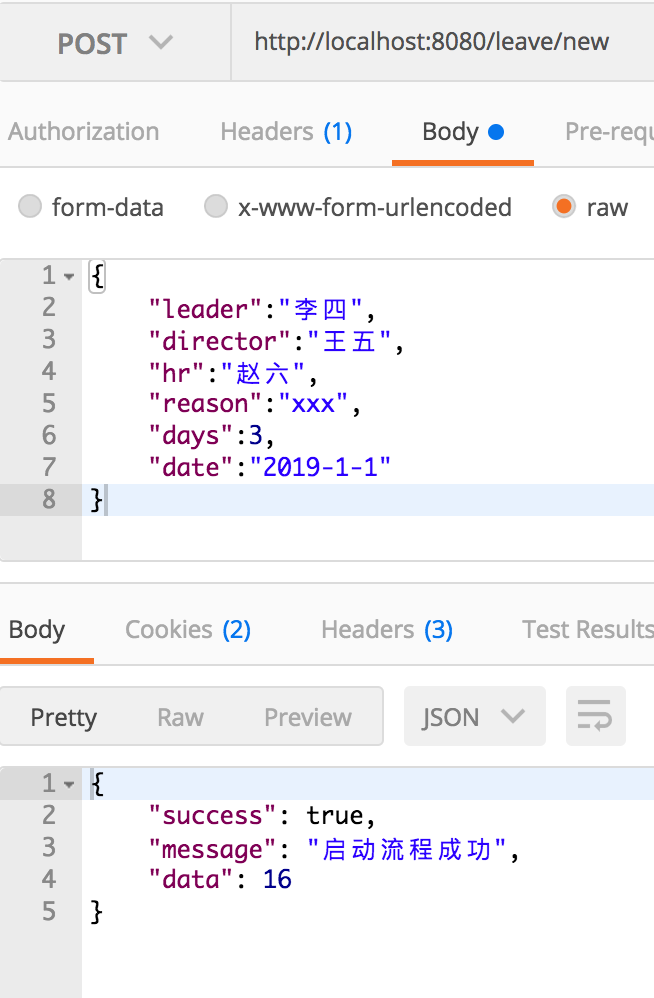 POST http://localhost:8080/leave/new
Authorization Headers (1) Body Pre-requ
form-data x-www-form-urlencoded raw
1 {
2 "leader":"李四",
3 "director":"王五",
4 "hr":"赵六",
5 "reason":"xxx",
6 "days":3,
7 "date":"2019-1-1"
8 }
Body Cookies (2) Headers (3) Test Results
Pretty Raw Preview JSON
1 {
2 "success": true,
3 "message": "启动流程成功",
4 "data": 16
5 }